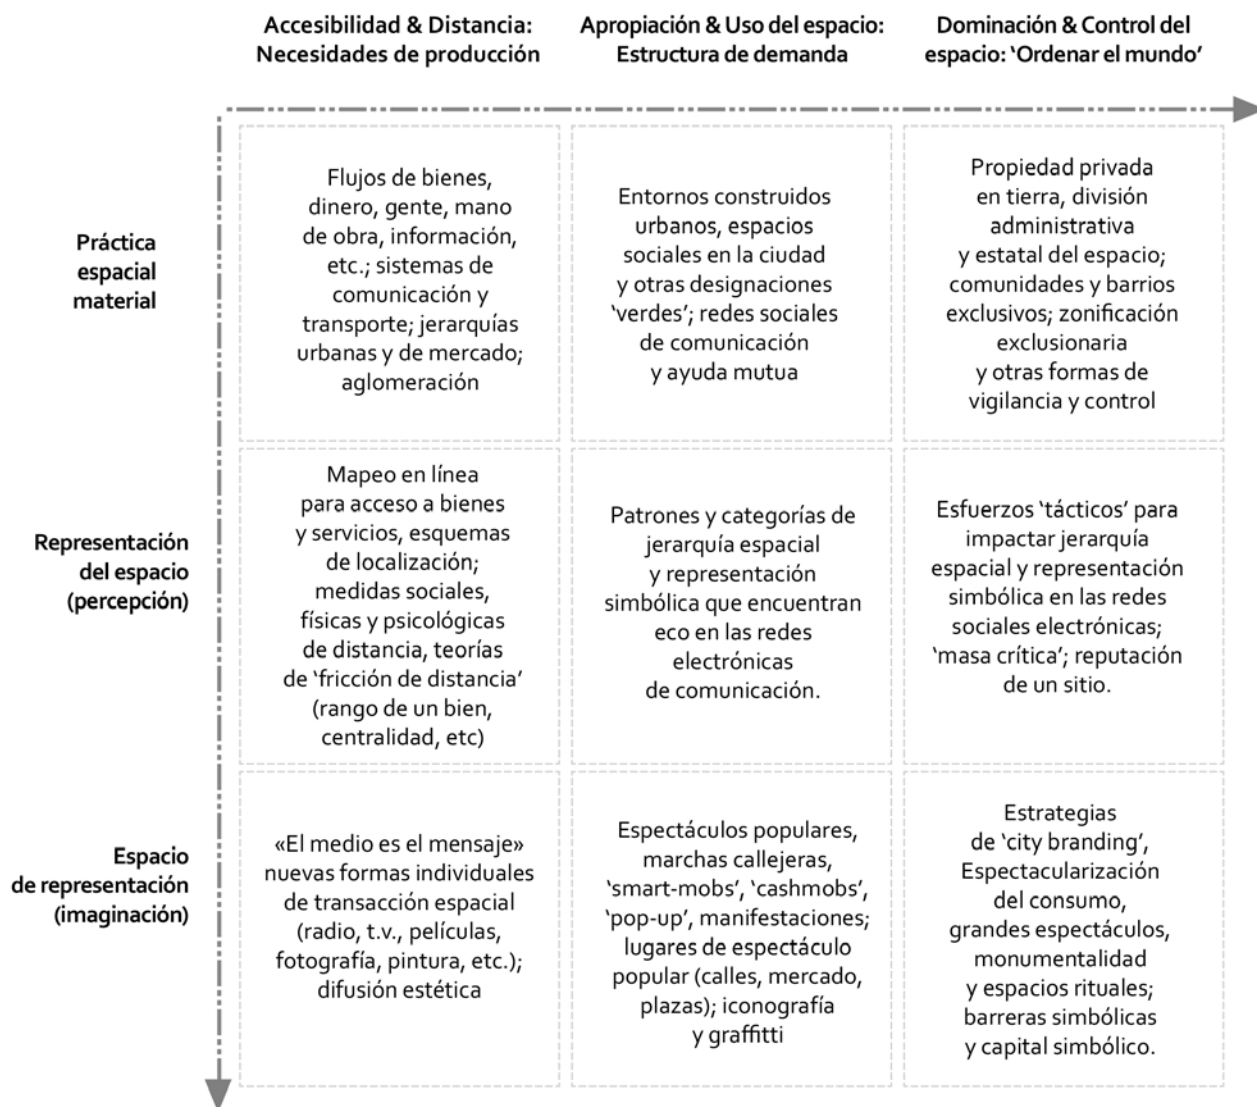 Accesibilidad & Distancia:
Necesidades de producción
Apropiación & Uso del espacio:
Estructura de demanda
Dominación & Control del
espacio: ‘Ordenar el mundo’
Práctica
espacial
material
Flujos de bienes,
dinero, gente, mano
de obra, información,
etc.; sistemas de
comunicación y
transporte; jerarquías
urbanas y de mercado;
aglomeración
Entornos construidos
urbanos, espacios
sociales en la ciudad
y otras designaciones
‘verdes’; redes sociales
de comunicación
y ayuda mutua
Propiedad privada
en tierra, división
administrativa
y estatal del espacio;
comunidades y barrios
exclusivos; zonificación
exclusionaria
y otras formas de
vigilancia y control
Representación
del espacio
(percepción)
Mapeo en línea
para acceso a bienes
y servicios, esquemas
de localización;
medidas sociales,
físicas y psicológicas
de distancia, teorías
de ‘fricción de distancia’
(rango de un bien,
centralidad, etc)
Patrones y categorías de
jerarquía espacial
y representación
simbólica que encuentran
eco en las redes
electrónicas
de comunicación.
Esfuerzos ‘tácticos’ para
impactar jerarquía
espacial y representación
simbólica en las redes
sociales electrónicas;
‘masa crítica’; reputación
de un sitio.
Espacio
de representación
(imaginación)
«El medio es el mensaje»
nuevas formas individuales
de transacción espacial
(radio, t.v., películas,
fotografía, pintura, etc.);
difusión estética
Espectáculos populares,
marchas callejeras,
‘smart-mobs’, ‘cashmobs’,
‘pop-up’, manifestaciones;
lugares de espectáculo
popular (calles, mercado,
plazas); iconografía
y graffitti
Estrategias
de ‘city branding’,
Espectacularización
del consumo,
grandes espectáculos,
monumentalidad
y espacios rituales;
barreras simbólicas
y capital simbólico.